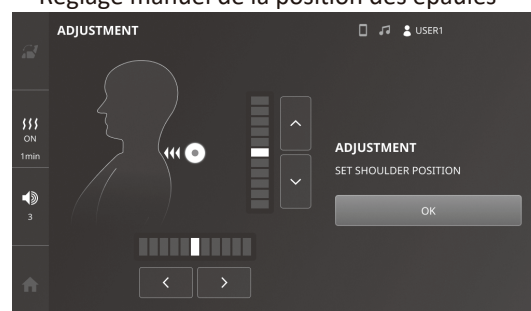 Réglage manuel de la position des épaules
ADJUSTMENT
USER1
ON
1min
3
ADJUSTMENT
SET SHOULDER POSITION
OK